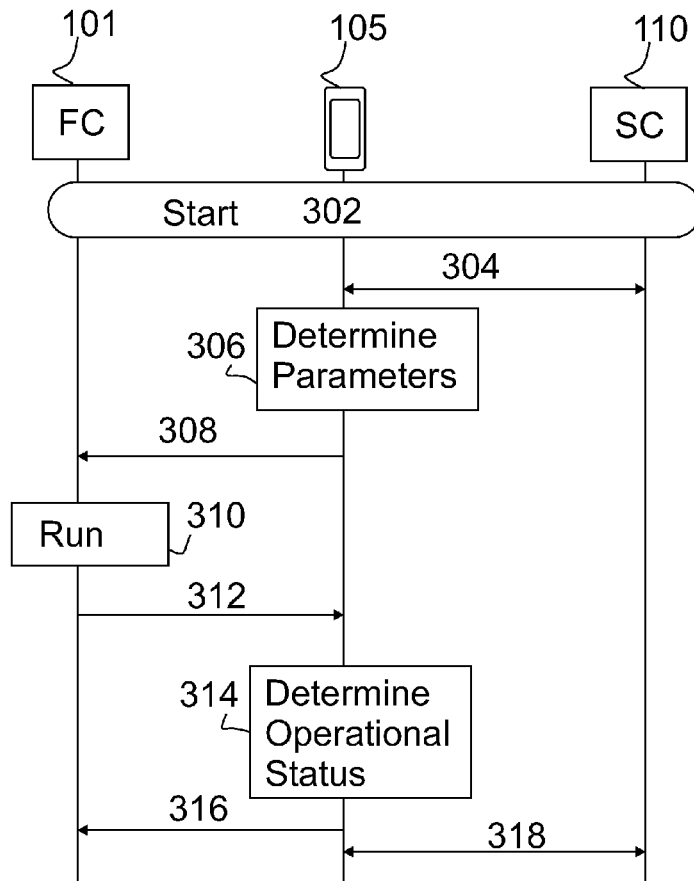 101
105
110
FC
SC
Start 302
304
306
Determine
Parameters
308
Run
310
312
314
Determine
Operational
Status
316
318